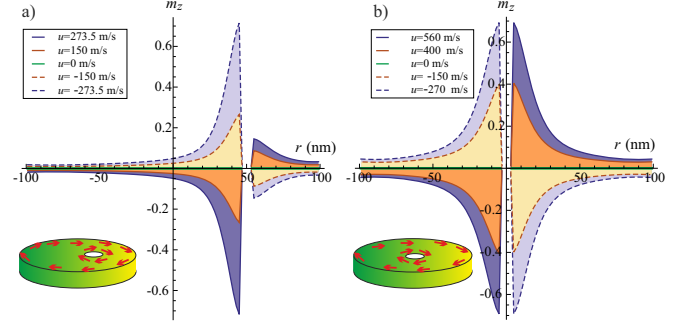 a)
m_z
u=273.5 m/s
u=150 m/s
u=0 m/s
u= -150 m/s
u= -273.5 m/s
0.6
0.4
0.2
r (nm)
-100
-50
50
100
-0.2
-0.4
-0.6
b)
m_z
u=560 m/s
u=400 m/s
u=0 m/s
u= -150 m/s
u= -270 m/s
0.6
0.4
0.2
r (nm)
-100
-50
50
100
-0.2
-0.4
-0.6